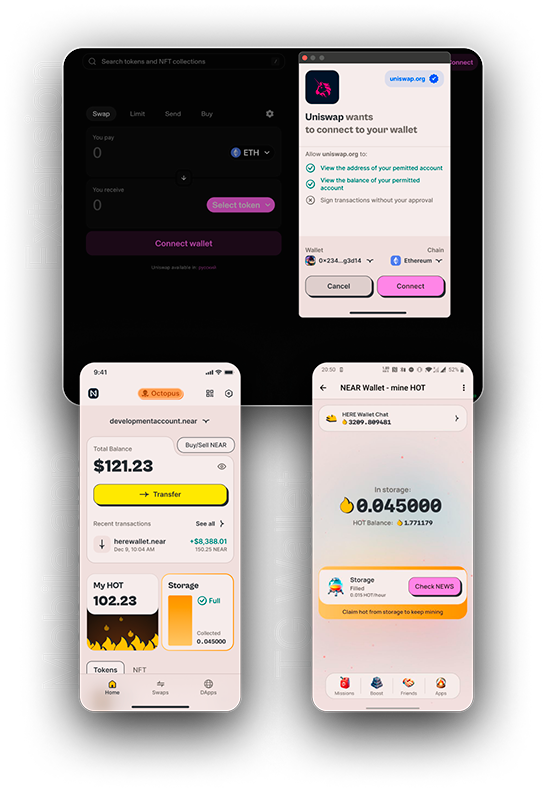 Search tokens and NFT collections
/
Connect
Swap
Limit
Send
Buy
You pay
0
ETH
You receive
0
Select token
Connect wallet
Uniswap available in
uniswap.org
Uniswap wants
to connect to your wallet
Allow uniswap.org to:
View the address of your pemitted account
View the balance of your permitted
account
Sign transactions without your approval
Wallet
Chain
0×234...g3d14
Ethereum
Cancel
Connect
9:41
Octopus
developmentaccount.near
Buy/Sell NEAR
Total Balance
$121.23
Transfer
Recent transactions
See all
herewallet.near
+$8,388.01
Dec 9, 10:04 AM
150.25 NEAR
My HOT
102.23
Storage
Full
Collected
0.045000
Tokens
NFT
Home
Swaps
DApps
20:50
52%
NEAR Wallet - mine HOT
HERE Wallet Chat
3209.809481
In storage:
0.045000
HOT Balance: 1.771179
Storage
Filled
0.015 HOT/hour
Check NEWS
Claim hot from storage to keep mining
Missions
Boost
Friends
Apps